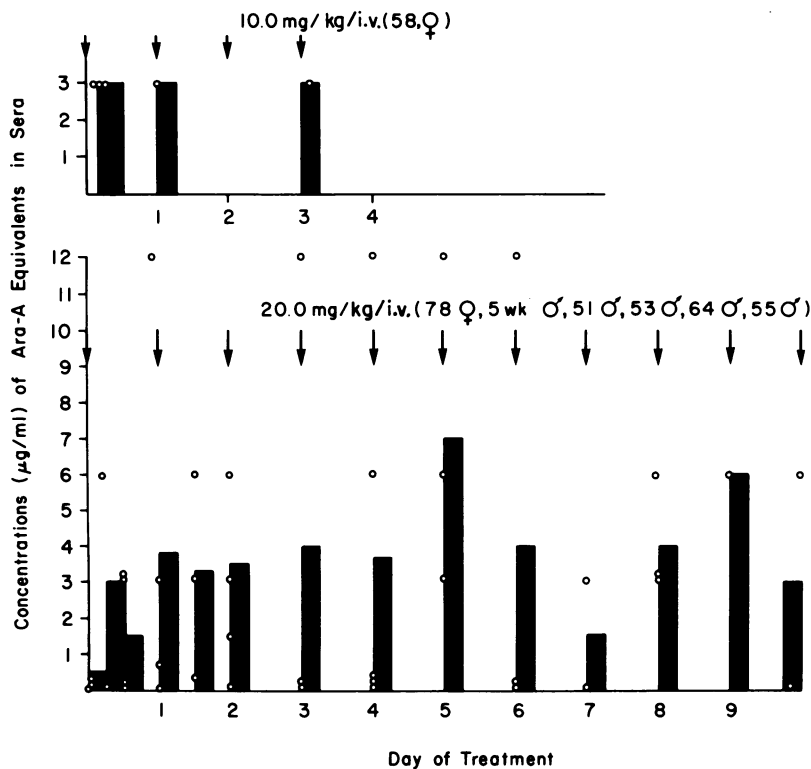 10.0 mg/kg/i.v.(58,♀)
3
2
1
1 2 3 4
Concentrations (μg/ml) of Ara-A Equivalents in Sera
12
11
20.0 mg/kg/i.v.(78 ♀, 5 wk ♂, 51 ♂, 53 ♂, 64 ♂, 55 ♂)
10
9
8
7
6
5
4
3
2
1
1 2 3 4 5 6 7 8 9
Day of Treatment